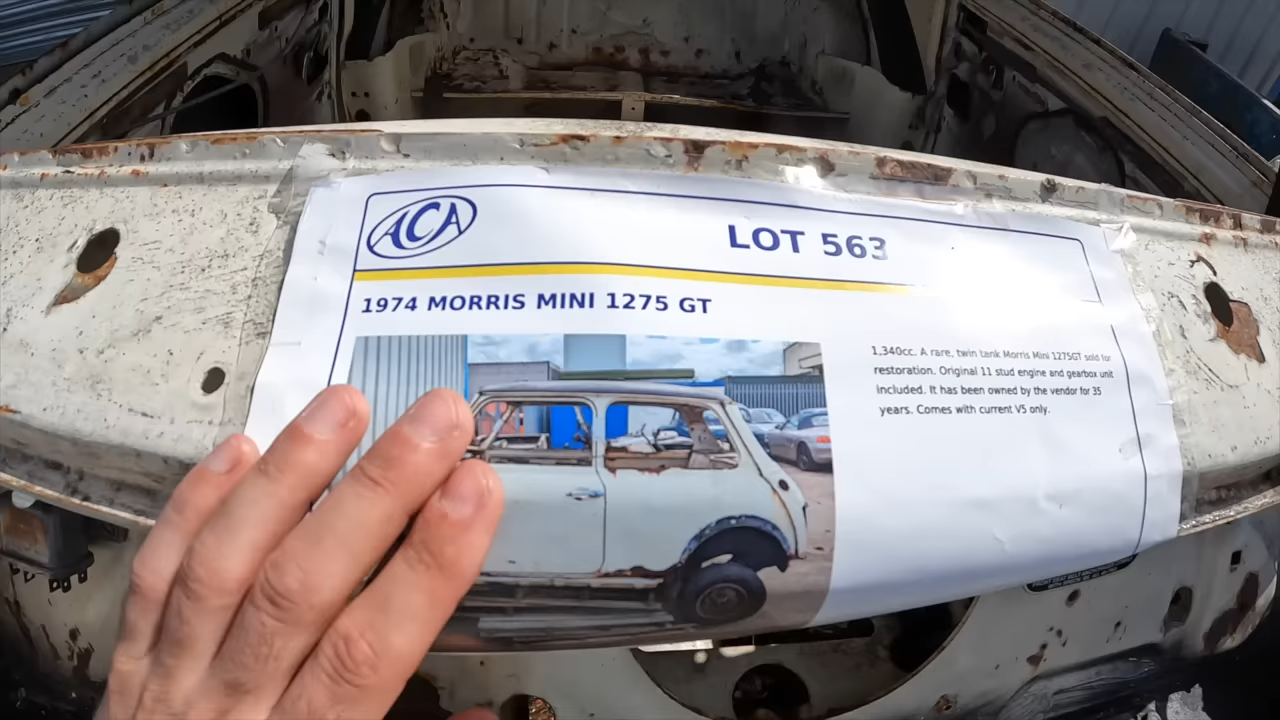 ACA
LOT 563
1974 MORRIS MINI 1275 GT
1,340cc. A rare, twin tank Morris Mini 1275GT sold for
restoration. Original 11 stud engine and gearbox unit
included. It has been owned by the vendor for 35
years. Comes with current V5 only.